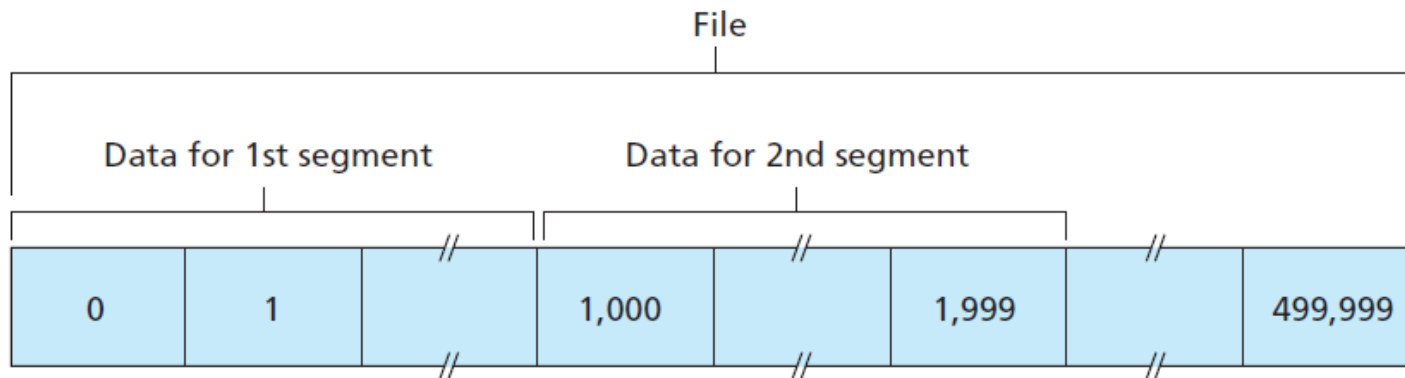 File
Data for 1st segment Data for 2nd segment
0 1 1,000 1,999 499,999